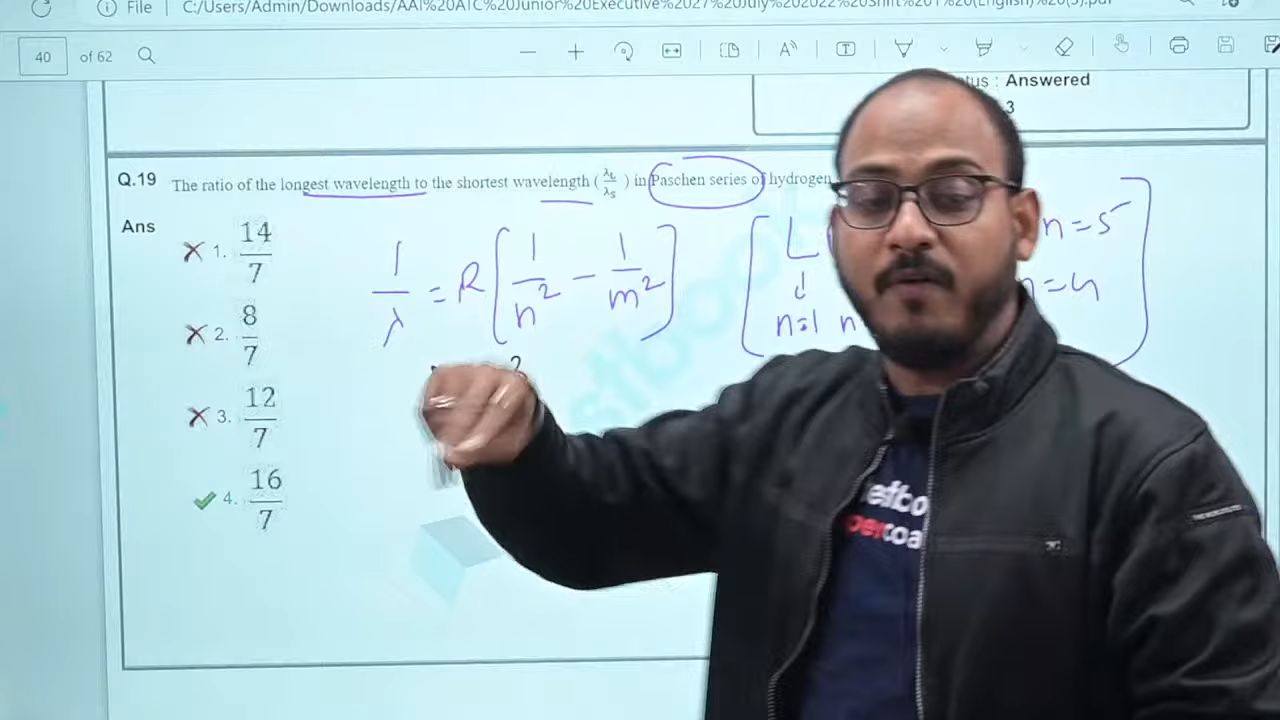 File | C:/Users/Admin/Downloads/AAI%20ATC%20Junior%20Executive%2027%20July%202022%20Shift%201%20(English)%20(3).pdf
40 of 62
tus : Answered
3
Q.19 The ratio of the longest wavelength to the shortest wavelength ( λL/λS ) in Paschen series of hydrogen
Ans
1. 14/7
2. 8/7
3. 12/7
4. 16/7
1/λ = R [ 1/n² − 1/m² ]
L
n=1 n
n=5
n=4
2